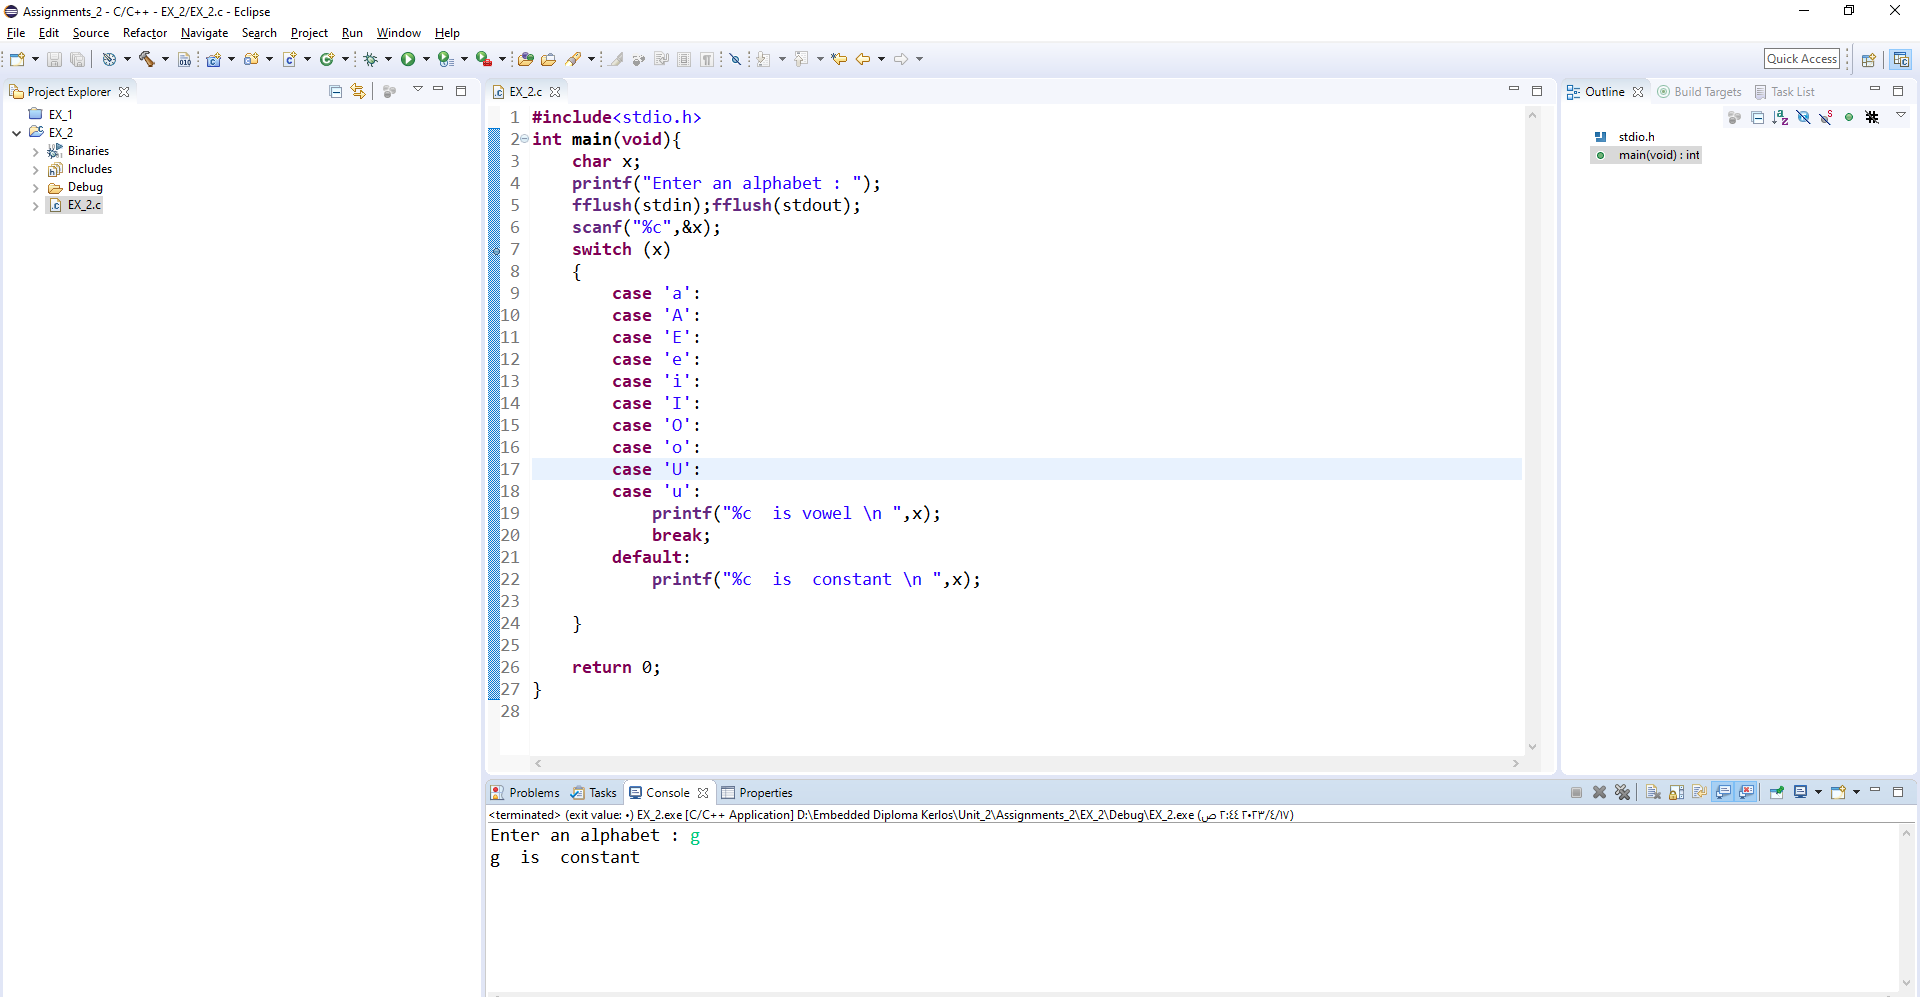 Assignments_2 - C/C++ - EX_2/EX_2.c - Eclipse
File Edit Source Refactor Navigate Search Project Run Window Help
Quick Access
Project Explorer
EX_1
EX_2
Binaries
Includes
Debug
EX_2.c
EX_2.c
1 #include<stdio.h>
2 int main(void){
3     char x;
4     printf("Enter an alphabet : ");
5     fflush(stdin);fflush(stdout);
6     scanf("%c",&x);
7     switch (x)
8     {
9         case 'a':
10         case 'A':
11         case 'E':
12         case 'e':
13         case 'i':
14         case 'I':
15         case 'O':
16         case 'o':
17         case 'U':
18         case 'u':
19             printf("%c  is vowel \n ",x);
20             break;
21         default:
22             printf("%c  is  constant \n ",x);
23
24     }
25
26     return 0;
27 }
28
Outline Build Targets Task List
stdio.h
main(void) : int
Problems Tasks Console Properties
<terminated> (exit value: ٠) EX_2.exe [C/C++ Application] D:\Embedded Diploma Kerlos\Unit_2\Assignments_2\EX_2\Debug\EX_2.exe (٢٠٢٣/٤/١٧ ٢:٤٤ ص)
Enter an alphabet : g
g  is  constant